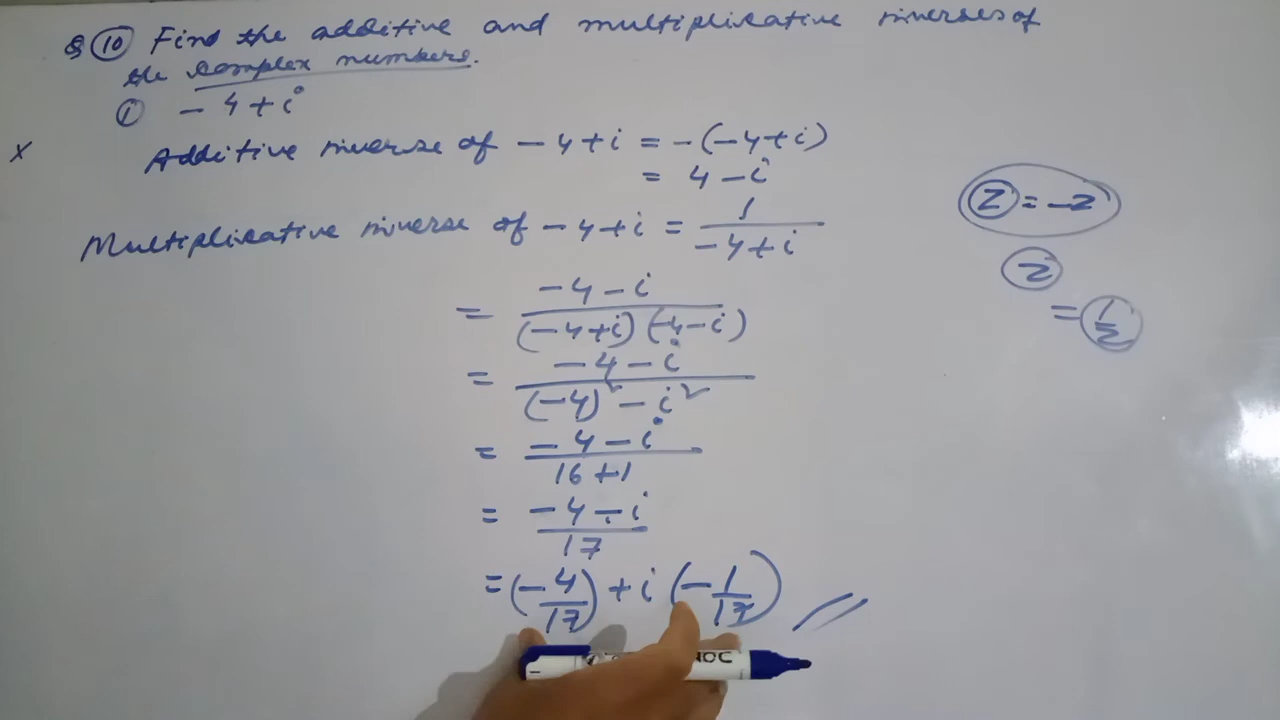 Q (10) Find the additive and multiplicative inverses of
the complex numbers.
(i) -4+i
x
Additive inverse of -4+i = -(-4+i)
= 4-i
Multiplicative inverse of -4+i = 1/(-4+i)
= (-4-i)/((-4+i)(-4-i))
= (-4-i)/((-4)² - i²)
= (-4-i)/(16+1)
= (-4-i)/17
= (-4/17) + i(-1/17) //
z = -z
z
= 1/z